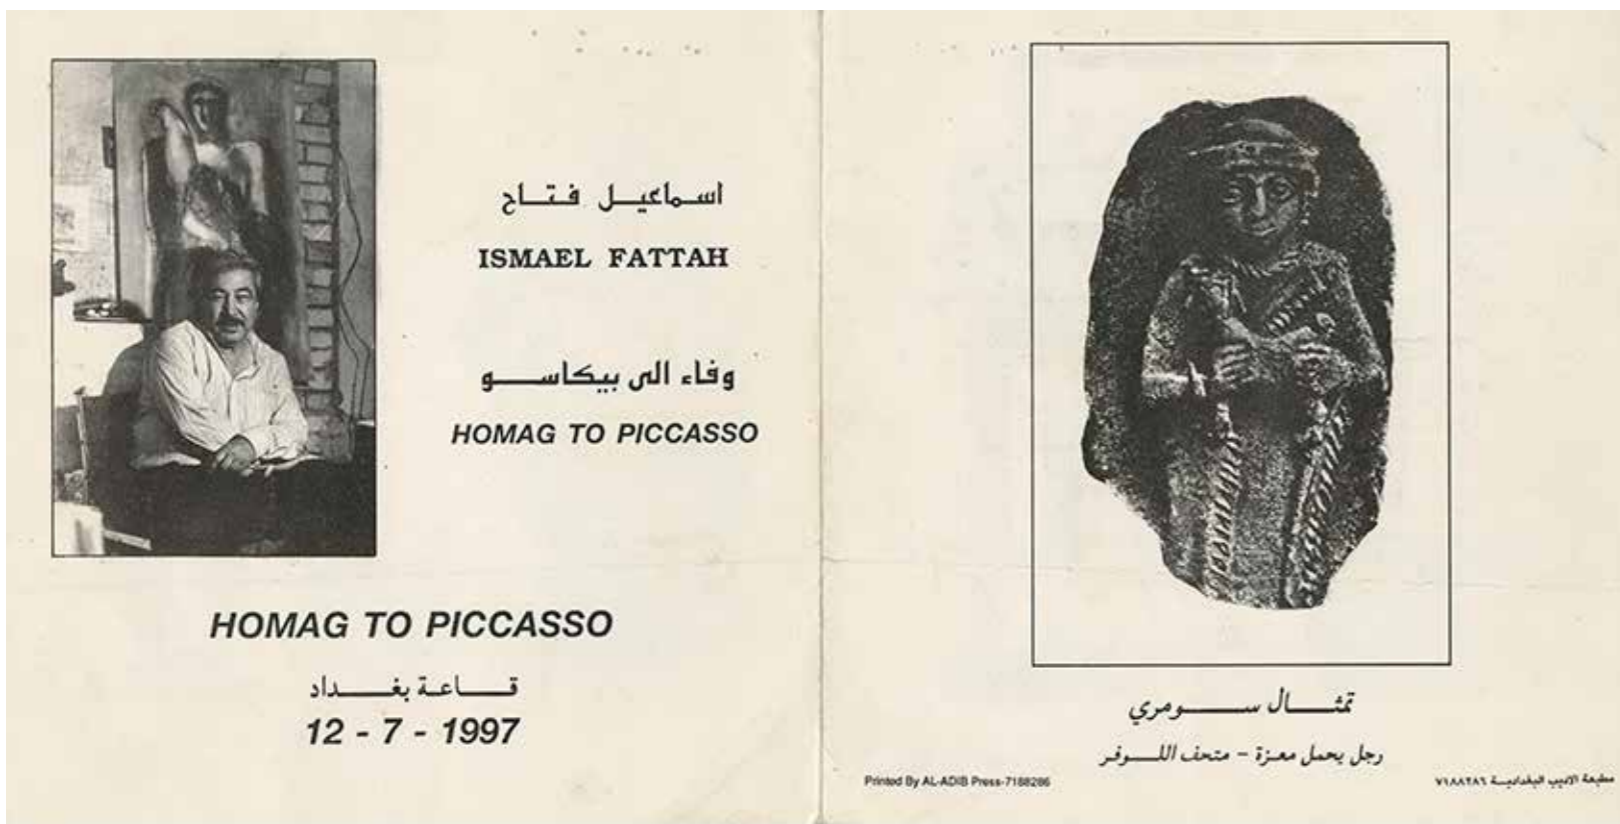 اسماعيل فتاح
ISMAEL FATTAH
وفاء الى بيكاسو
HOMAG TO PICCASSO
HOMAG TO PICCASSO
قاعة بغداد
12 - 7 - 1997
تمثال سومري
رجل يحمل معزة - متحف اللوفر
Printed By AL-ADIB Press-7188286
مطبعة الاديب البغدادية ٧١٨٨٢٨٦